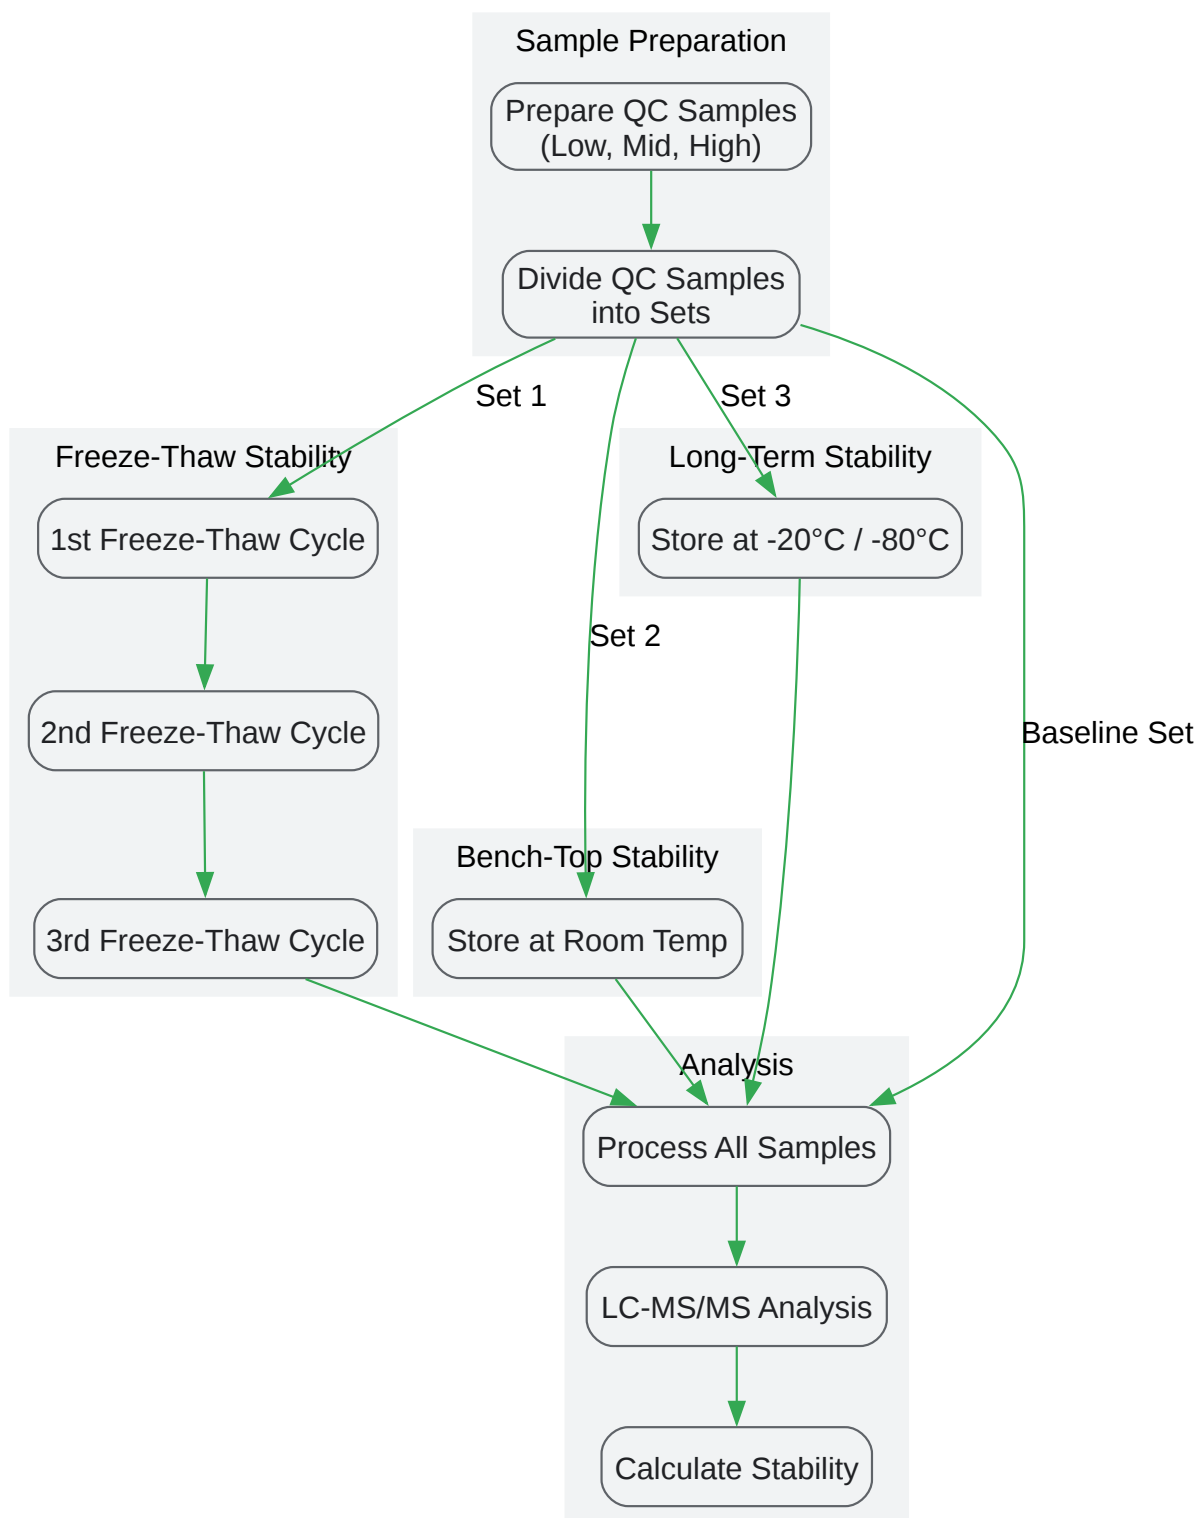 Sample Preparation
Prepare QC Samples
(Low, Mid, High)
Divide QC Samples
into Sets
Set 1
Set 3
Freeze-Thaw Stability
Long-Term Stability
1st Freeze-Thaw Cycle
Store at -20°C / -80°C
Set 2
2nd Freeze-Thaw Cycle
Baseline Set
Bench-Top Stability
3rd Freeze-Thaw Cycle
Store at Room Temp
Analysis
Process All Samples
LC-MS/MS Analysis
Calculate Stability